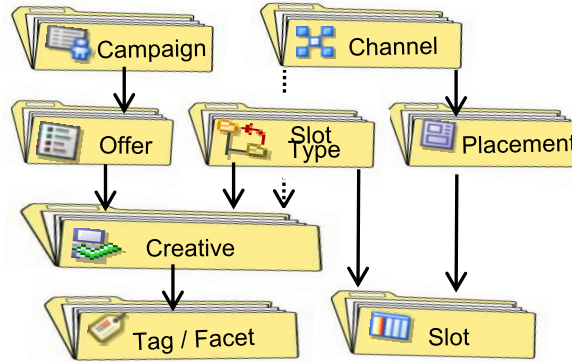 Campaign
Channel
Offer
Slot
Type
Placement
Creative
Tag / Facet
Slot